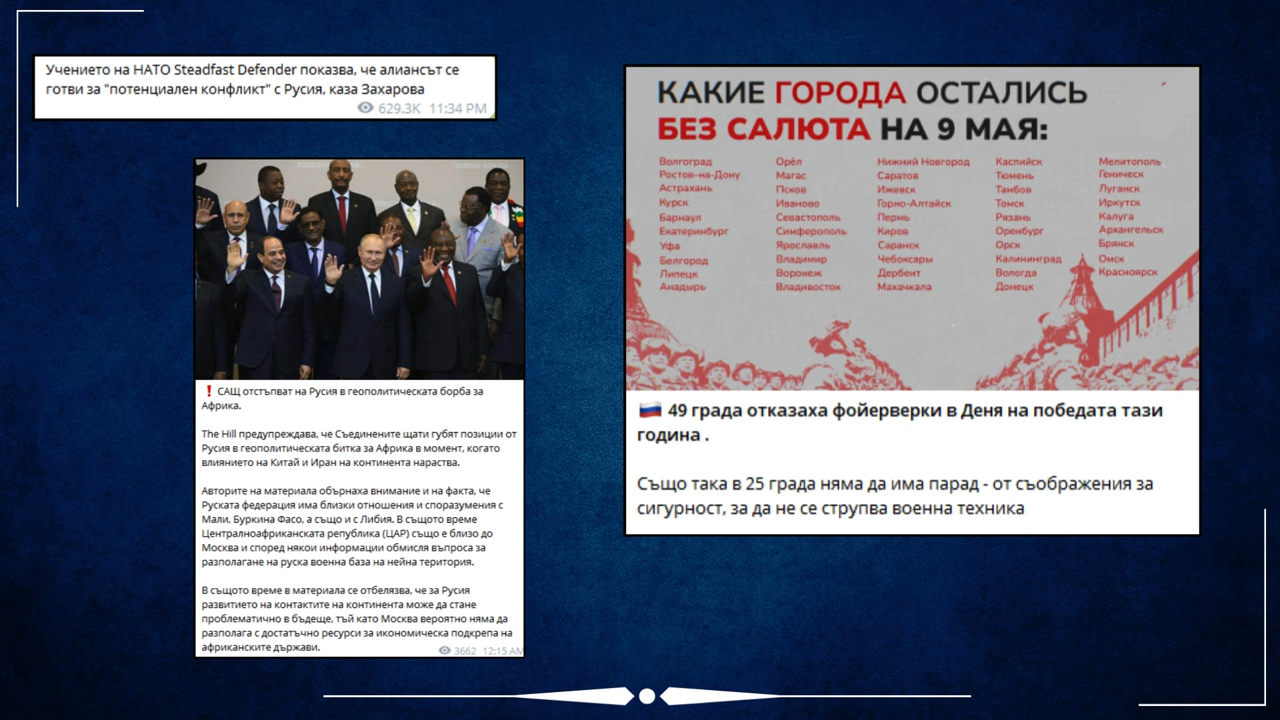 Учението на НАТО Steadfast Defender показва, че алиансът се
готви за "потенциален конфликт" с Русия, каза Захарова
629.3K 11:34 PM
❗ САЩ отстъпват на Русия в геополитическата борба за
Африка.
The Hill предупреждава, че Съединените щати губят позиции от
Русия в геополитическата битка за Африка в момент, когато
влиянието на Китай и Иран на континента нараства.
Авторите на материала обърнаха внимание и на факта, че
Руската федерация има близки отношения и споразумения с
Мали, Буркина Фасо, а също и с Либия. В същото време
Централноафриканската република (ЦАР) също е близо до
Москва и според някои информации обмисля въпроса за
разполагане на руска военна база на нейна територия.
В същото време в материала се отбелязва, че за Русия
развитието на контактите на континента може да стане
проблематично в бъдеще, тъй като Москва вероятно няма да
разполага с достатъчно ресурси за икономическа подкрепа на
африканските държави.
3662 12:15 AM
КАКИЕ ГОРОДА ОСТАЛИСЬ
БЕЗ САЛЮТА НА 9 МАЯ:
Волгоград
Ростов-на-Дону
Астрахань
Курск
Барнаул
Екатеринбург
Уфа
Белгород
Липецк
Анадырь
Орёл
Магас
Псков
Иваново
Севастополь
Симферополь
Ярославль
Владимир
Воронеж
Владивосток
Нижний Новгород
Саратов
Ижевск
Горно-Алтайск
Пермь
Киров
Саранск
Чебоксары
Дербент
Махачкала
Каспийск
Тюмень
Тамбов
Томск
Рязань
Оренбург
Орск
Калининград
Вологда
Донецк
Мелитополь
Геническ
Луганск
Иркутск
Калуга
Архангельск
Брянск
Омск
Красноярск
49 града отказаха фойерверки в Деня на победата тази
година .
Също така в 25 града няма да има парад - от съображения за
сигурност, за да не се струпва военна техника